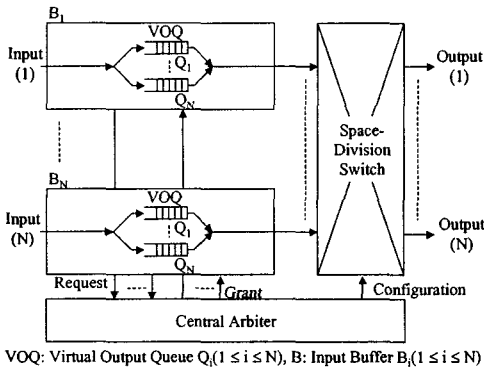 B1
VOQ
Input
(1)
Q1
QN
Output
(1)
Space-
Division
Switch
BN
VOQ
Input
(N)
Q1
QN
Output
(N)
Request
Grant
Configuration
Central Arbiter
VOQ: Virtual Output Queue Qi(1 ≤ i ≤ N), B: Input Buffer Bi(1 ≤ i ≤ N)